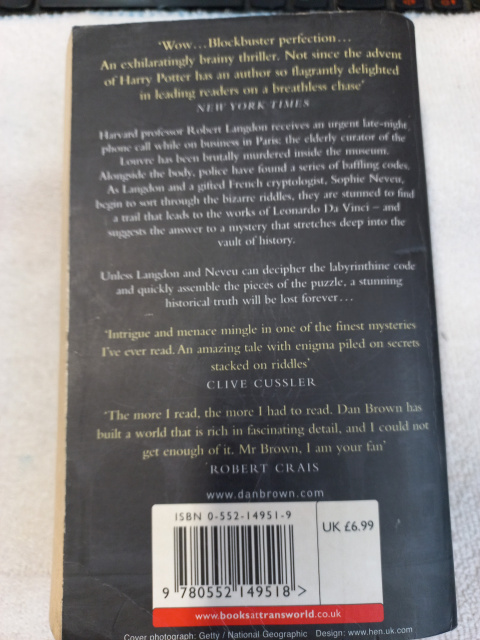 'Wow...Blockbuster perfection...
An exhilaratingly brainy thriller. Not since the advent
of Harry Potter has an author so flagrantly delighted
in leading readers on a breathless chase'
NEW YORK TIMES
Harvard professor Robert Langdon receives an urgent late-night
phone call while on business in Paris: the elderly curator of the
Louvre has been brutally murdered inside the museum.
Alongside the body, police have found a series of baffling codes.
As Langdon and a gifted French cryptologist, Sophie Neveu,
begin to sort through the bizarre riddles, they are stunned to find
a trail that leads to the works of Leonardo Da Vinci – and
suggests the answer to a mystery that stretches deep into the
vault of history.
Unless Langdon and Neveu can decipher the labyrinthine code
and quickly assemble the pieces of the puzzle, a stunning
historical truth will be lost forever...
'Intrigue and menace mingle in one of the finest mysteries
I've ever read. An amazing tale with enigma piled on secrets
stacked on riddles'
CLIVE CUSSLER
'The more I read, the more I had to read. Dan Brown has
built a world that is rich in fascinating detail, and I could not
get enough of it. Mr Brown, I am your fan'
ROBERT CRAIS
www.danbrown.com
ISBN 0-552-14951-9
UK £6.99
9 780552 149518 >
www.booksattransworld.co.uk
Cover photograph: Getty / National Geographic Design: www.hen.uk.com